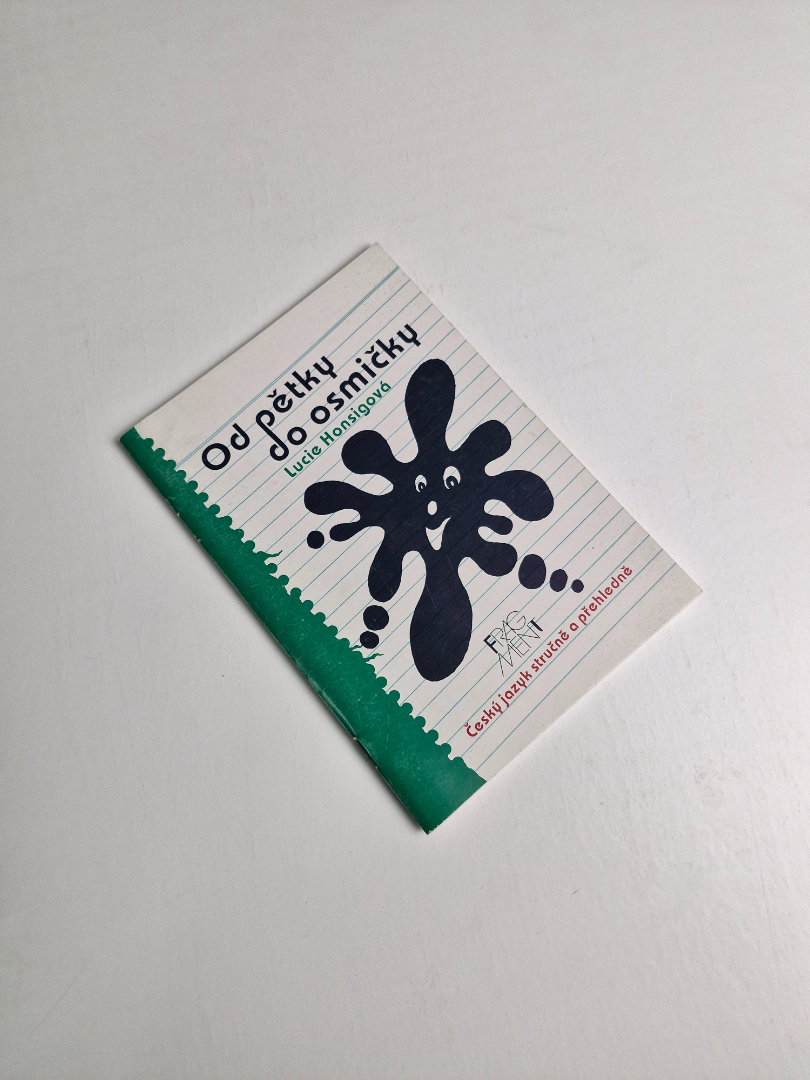 Od pětky
do osmičky
Lucie Honsigová
FRAG
MENT
Český jazyk stručně a přehledně